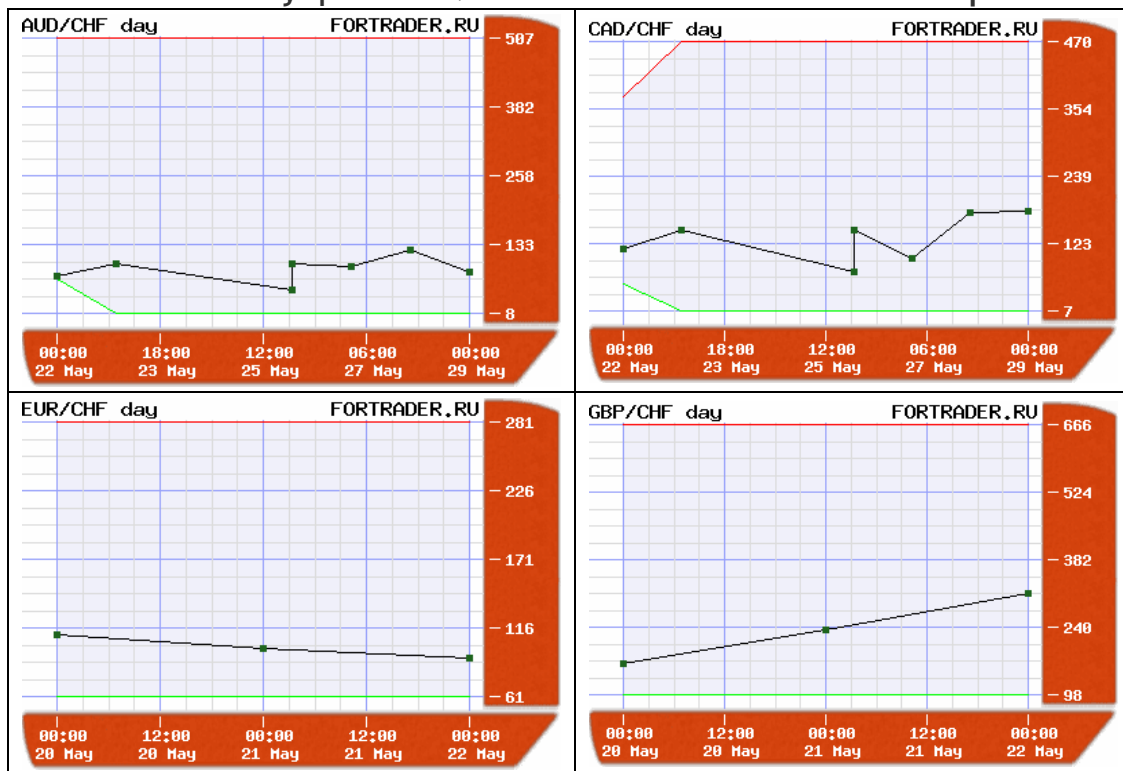 AUD/CHF day FORTRADER.RU
507
382
258
133
8
00:00 18:00 12:00 06:00 00:00
22 May 23 May 25 May 27 May 29 May
CAD/CHF day FORTRADER.RU
470
354
239
123
7
00:00 18:00 12:00 06:00 00:00
22 May 23 May 25 May 27 May 29 May
EUR/CHF day FORTRADER.RU
281
226
171
116
61
00:00 12:00 00:00 12:00 00:00
20 May 20 May 21 May 21 May 22 May
GBP/CHF day FORTRADER.RU
666
524
382
240
98
00:00 12:00 00:00 12:00 00:00
20 May 20 May 21 May 21 May 22 May